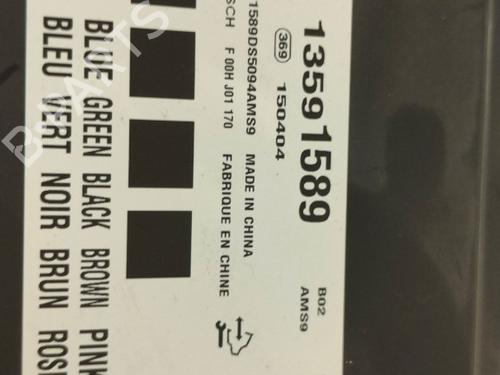 13591589
B02
369
150404
AMS9
1589DS5094AMS9 MADE IN CHINA
SCH F 00H J01 170 FABRIQUE EN CHINE
BLUE GREEN BLACK BROWN PINK
BLEU VERT NOIR BRUN ROSE
B PARTS